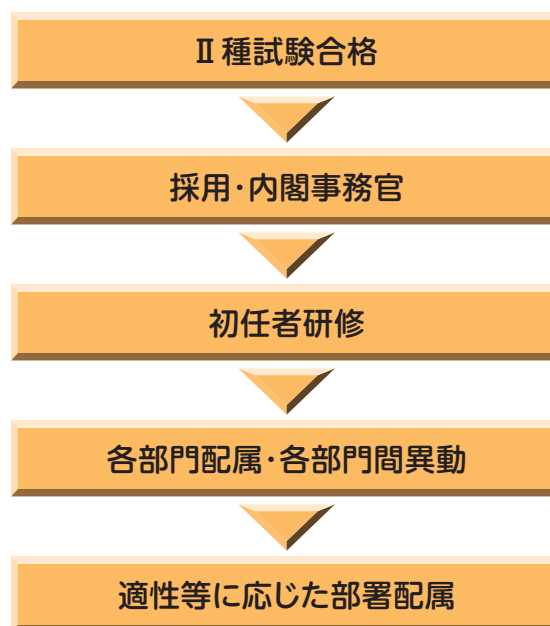 Ⅱ種試験合格
採用･内閣事務官
初任者研修
各部門配属･各部門間異動
適性等に応じた部署配属